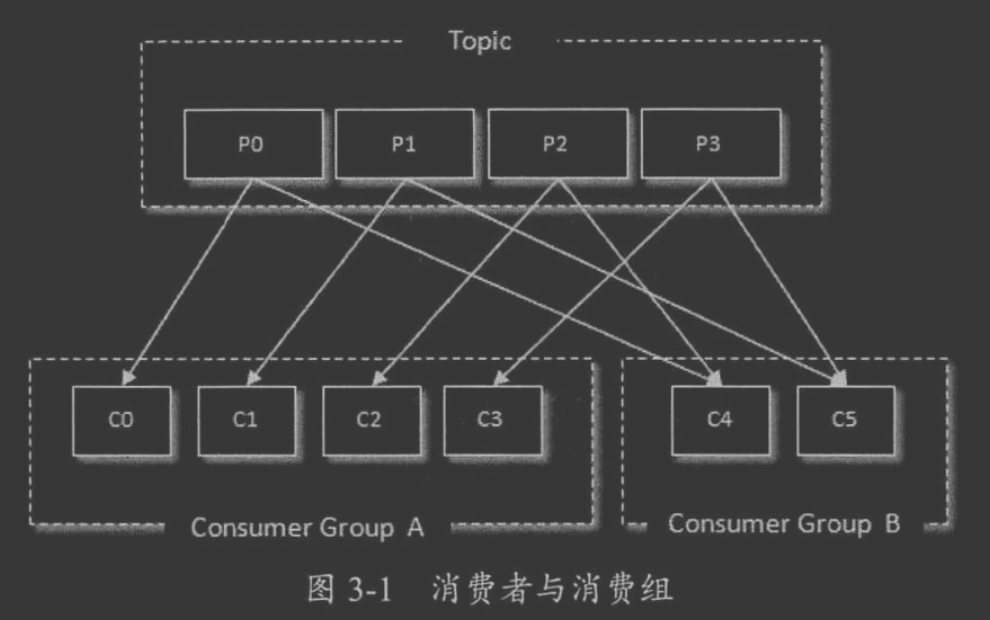 Topic
P0 P1 P2 P3
C0 C1 C2 C3 C4 C5
Consumer Group A Consumer Group B
图 3-1 消费者与消费组